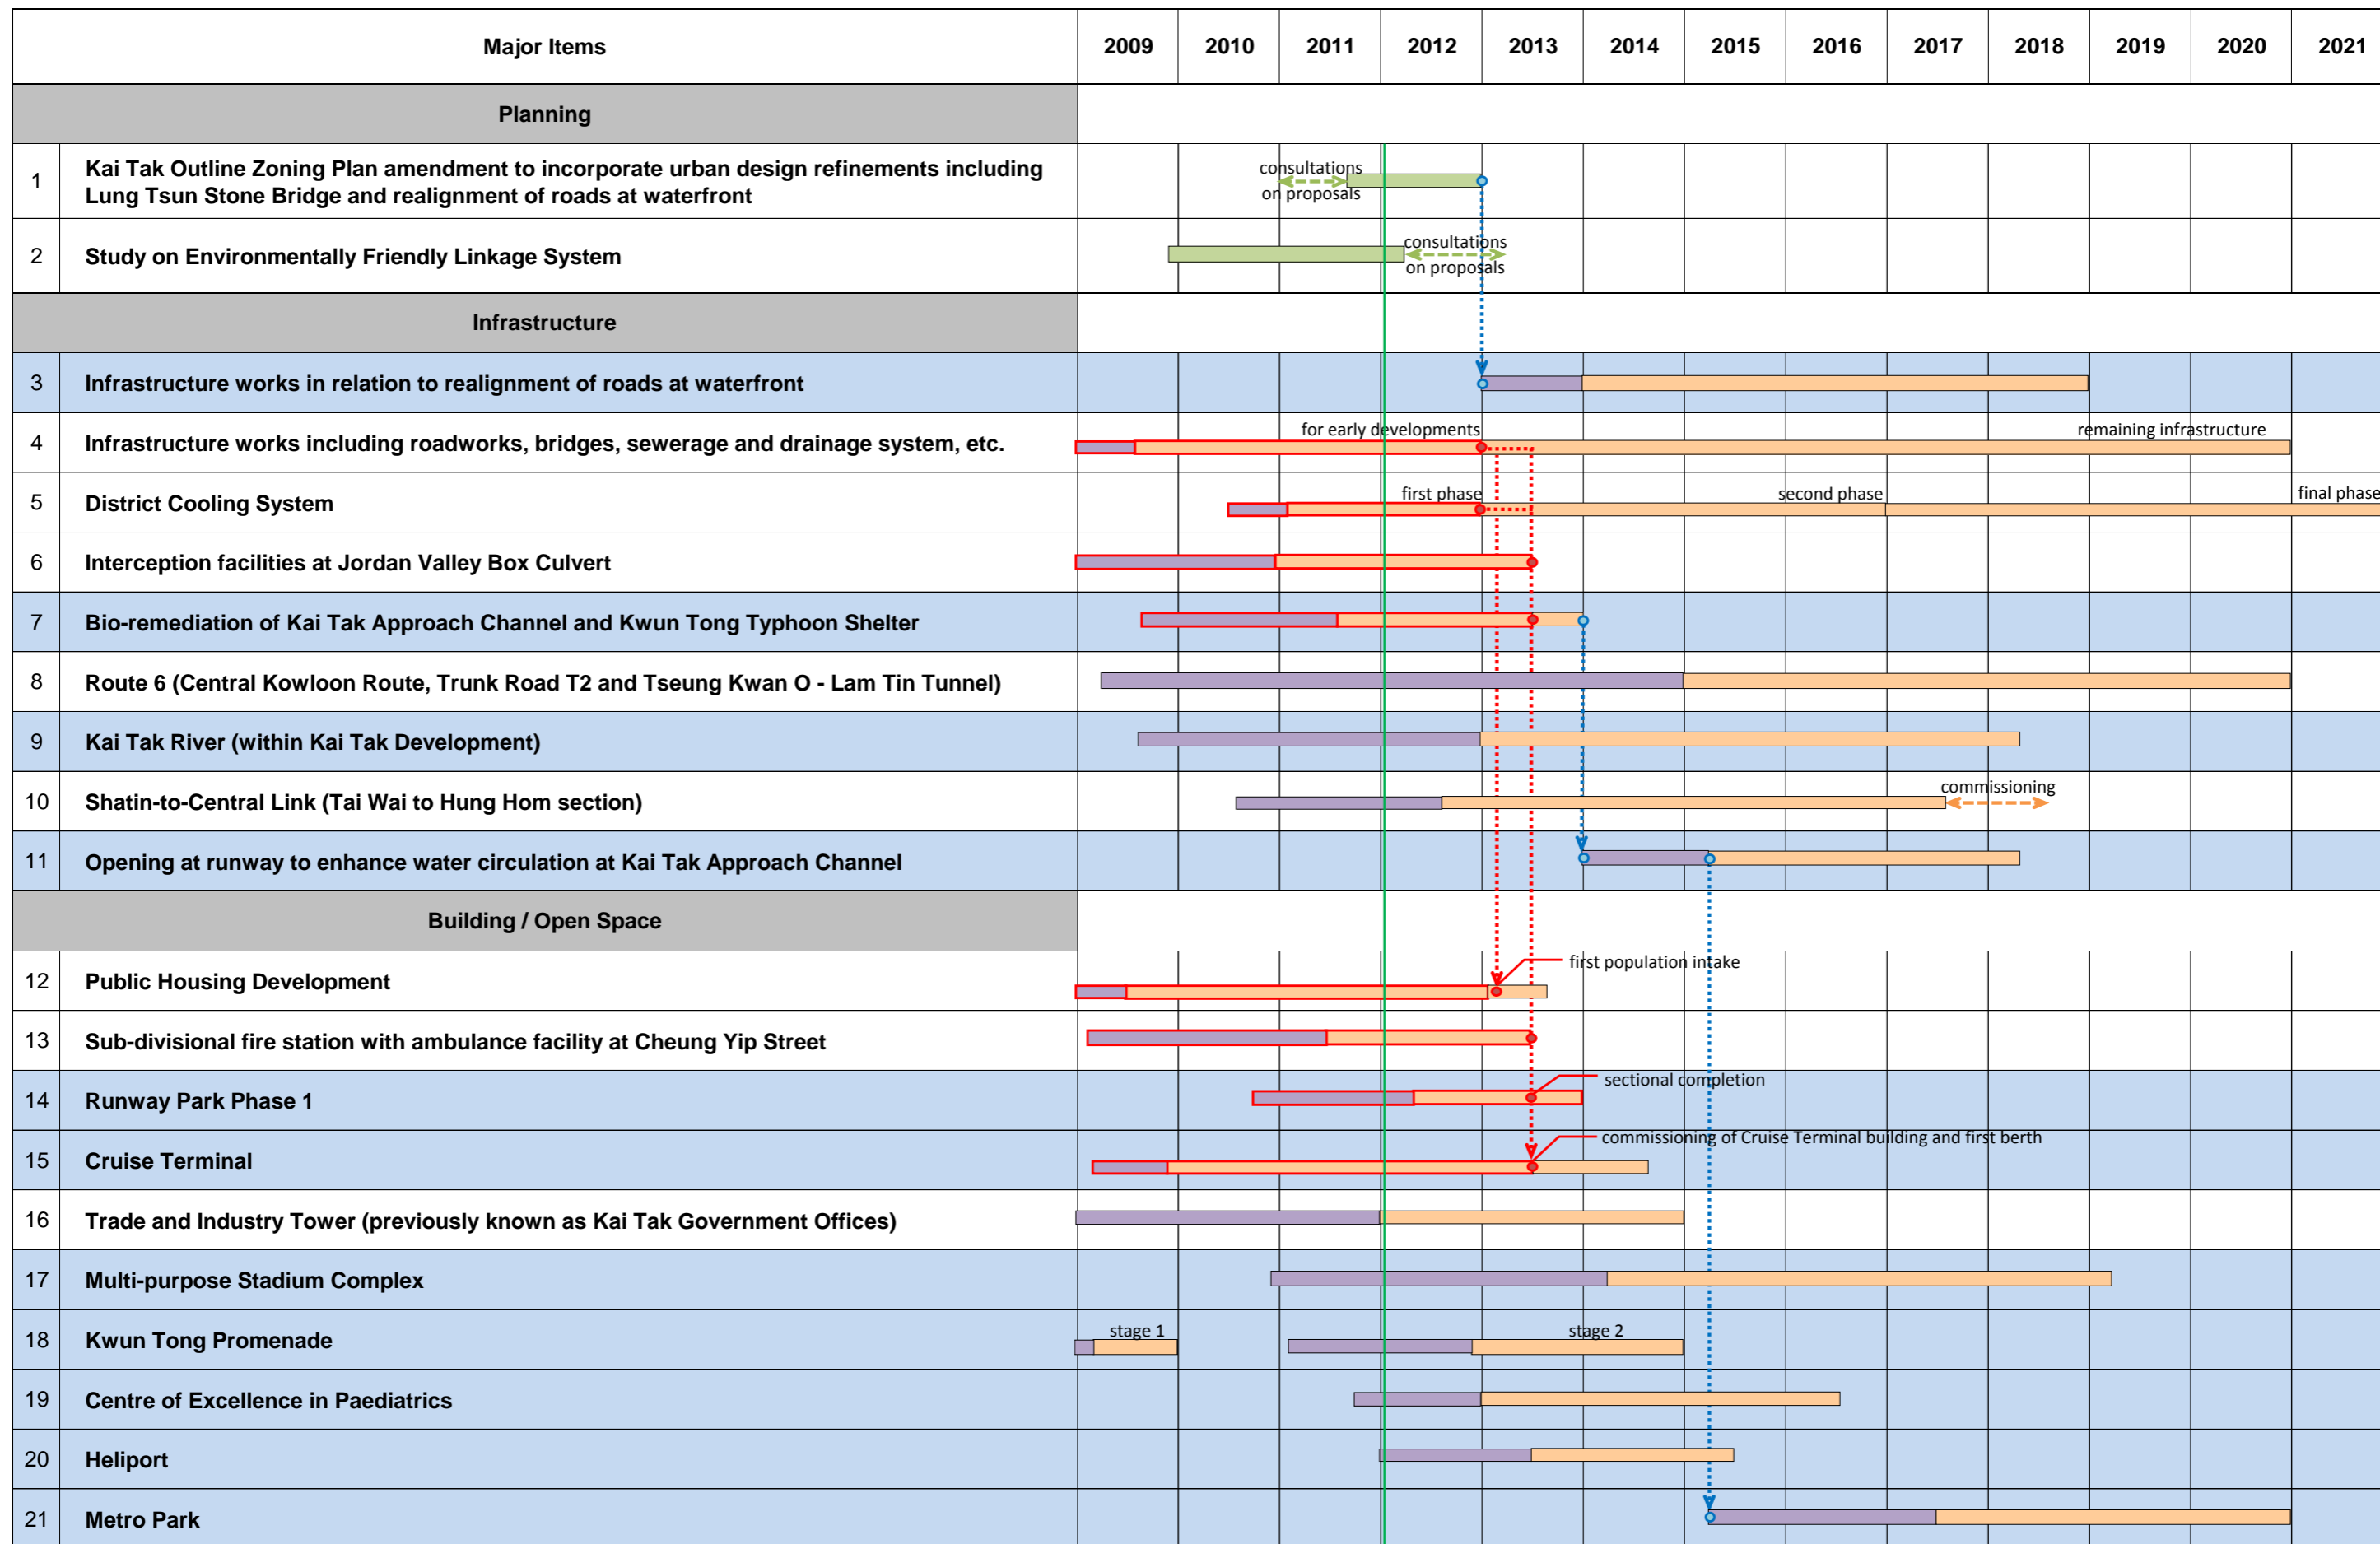 Major Items 2009 2010 2011 2012 2013 2014 2015 2016 2017 2018 2019 2020 2021
Planning
1 Kai Tak Outline Zoning Plan amendment to incorporate urban design refinements including
Lung Tsun Stone Bridge and realignment of roads at waterfront
consultations
on proposals
2 Study on Environmentally Friendly Linkage System
consultations
on proposals
Infrastructure
3 Infrastructure works in relation to realignment of roads at waterfront
4 Infrastructure works including roadworks, bridges, sewerage and drainage system, etc.
for early developments remaining infrastructure
5 District Cooling System
first phase second phase final phase
6 Interception facilities at Jordan Valley Box Culvert
7 Bio-remediation of Kai Tak Approach Channel and Kwun Tong Typhoon Shelter
8 Route 6 (Central Kowloon Route, Trunk Road T2 and Tseung Kwan O - Lam Tin Tunnel)
9 Kai Tak River (within Kai Tak Development)
10 Shatin-to-Central Link (Tai Wai to Hung Hom section)
commissioning
11 Opening at runway to enhance water circulation at Kai Tak Approach Channel
Building / Open Space
12 Public Housing Development
first population intake
13 Sub-divisional fire station with ambulance facility at Cheung Yip Street
14 Runway Park Phase 1
sectional completion
15 Cruise Terminal
commissioning of Cruise Terminal building and first berth
16 Trade and Industry Tower (previously known as Kai Tak Government Offices)
17 Multi-purpose Stadium Complex
18 Kwun Tong Promenade
stage 1 stage 2
19 Centre of Excellence in Paediatrics
20 Heliport
21 Metro Park